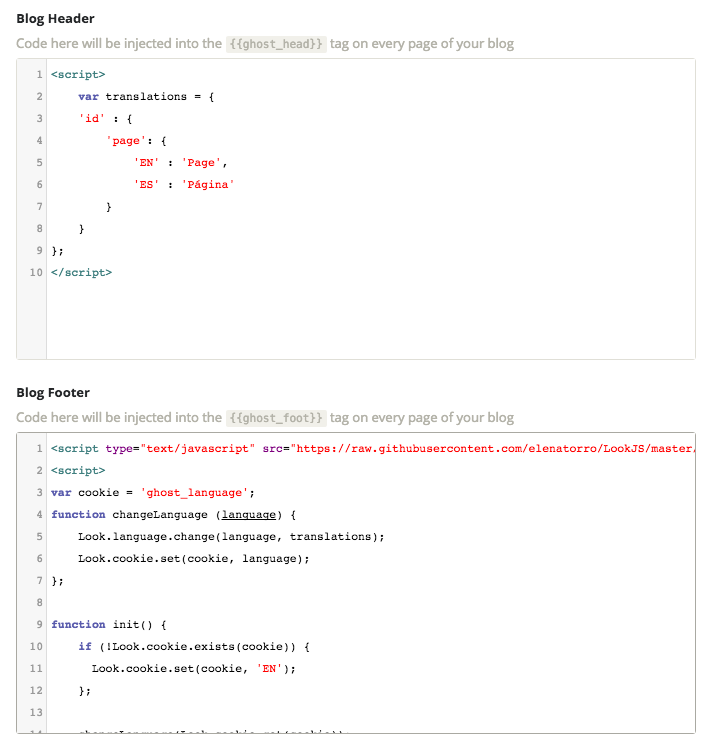 Blog Header
Code here will be injected into the {{ghost_head}} tag on every page of your blog
1 <script>
2     var translations = {
3     'id' : {
4         'page': {
5             'EN' : 'Page',
6             'ES' : 'Página'
7         }
8     }
9 };
10 </script>
Blog Footer
Code here will be injected into the {{ghost_foot}} tag on every page of your blog
1 <script type="text/javascript" src="https://raw.githubusercontent.com/elenatorro/LookJS/master
2 <script>
3 var cookie = 'ghost_language';
4 function changeLanguage (language) {
5     Look.language.change(language, translations);
6     Look.cookie.set(cookie, language);
7 };
8
9 function init() {
10     if (!Look.cookie.exists(cookie)) {
11       Look.cookie.set(cookie, 'EN');
12     };
13